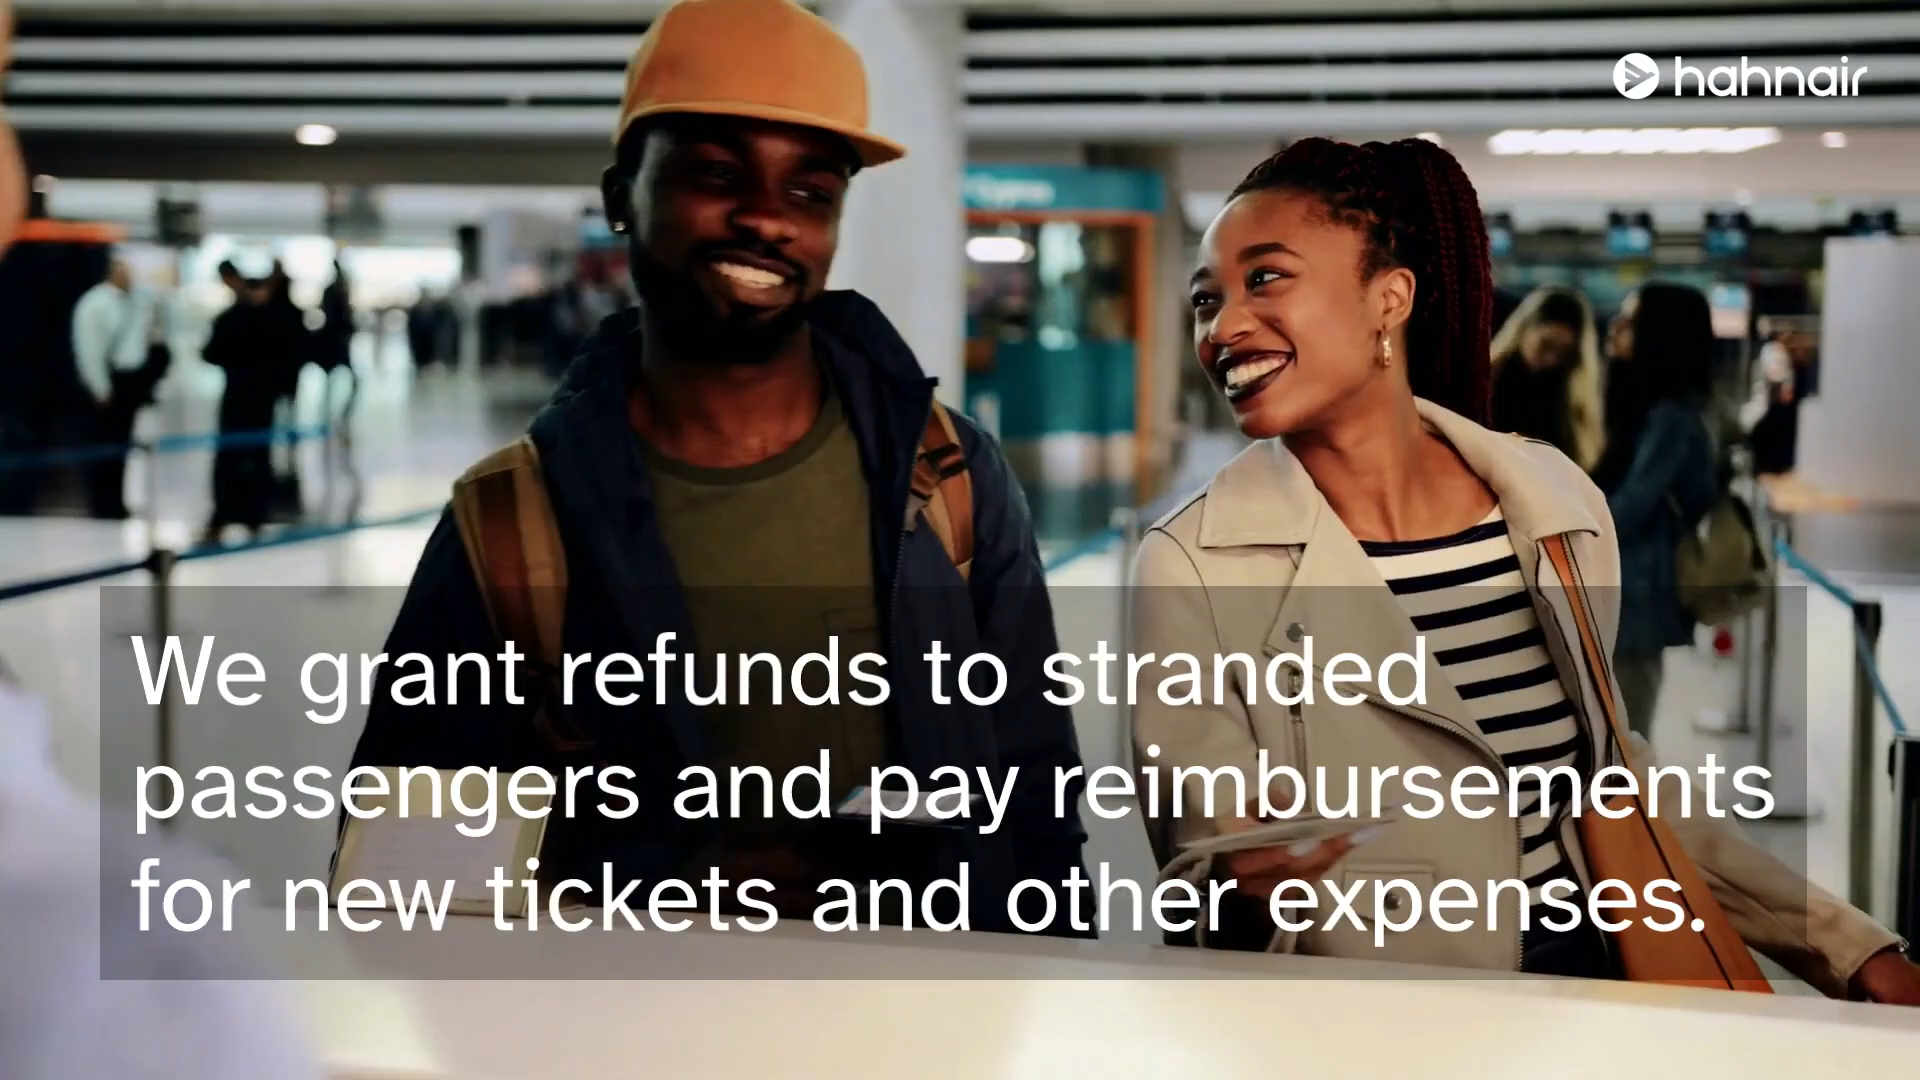 hahnair
We grant refunds to stranded
passengers and pay reimbursements
for new tickets and other expenses.